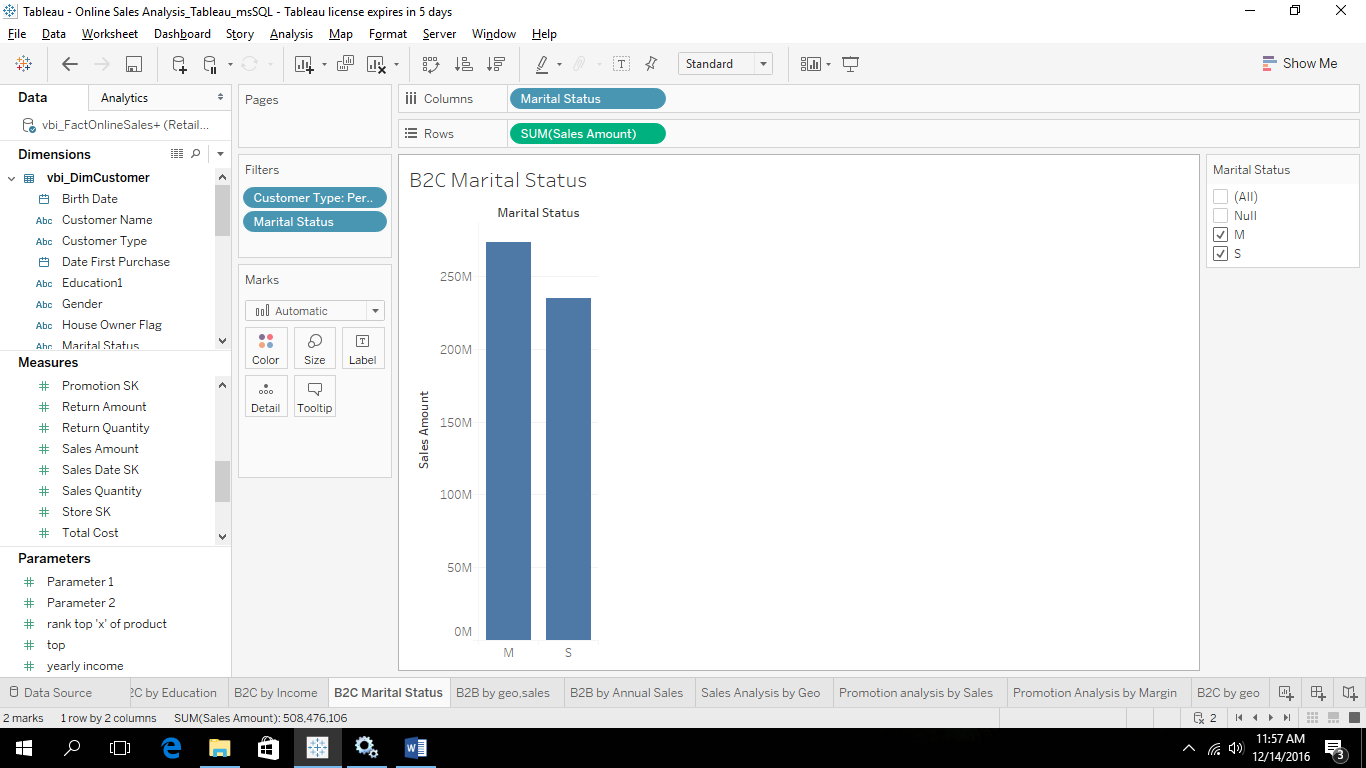 Tableau - Online Sales Analysis_Tableau_msSQL - Tableau license expires in 5 days
File Data Worksheet Dashboard Story Analysis Map Format Server Window Help
Standard
Show Me
Data Analytics
vbi_FactOnlineSales+ (Retail...
Dimensions
vbi_DimCustomer
Birth Date
Abc Customer Name
Abc Customer Type
Date First Purchase
Abc Education1
Abc Gender
Abc House Owner Flag
Abc Marital Status
Measures
Promotion SK
Return Amount
Return Quantity
Sales Amount
Sales Date SK
Sales Quantity
Store SK
Total Cost
Parameters
Parameter 1
Parameter 2
rank top 'x' of product
top
yearly income
Pages
Filters
Customer Type: Per..
Marital Status
Marks
Automatic
Color Size Label
Detail Tooltip
Columns Marital Status
Rows SUM(Sales Amount)
B2C Marital Status
Marital Status
Sales Amount
250M
200M
150M
100M
50M
0M
M S
Marital Status
(All)
Null
M
S
Data Source 2C by Education B2C by Income B2C Marital Status B2B by geo,sales B2B by Annual Sales Sales Analysis by Geo Promotion analysis by Sales Promotion Analysis by Margin B2C by geo
2 marks 1 row by 2 columns SUM(Sales Amount): 508,476,106 2
11:57 AM
12/14/2016
3